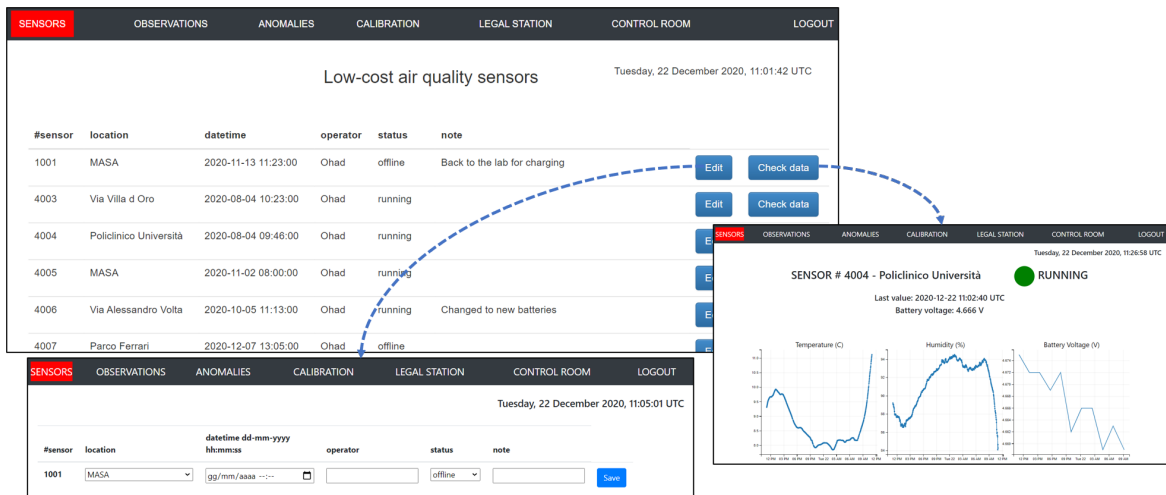 SENSORS OBSERVATIONS ANOMALIES CALIBRATION LEGAL STATION CONTROL ROOM LOGOUT
Low-cost air quality sensors
Tuesday, 22 December 2020, 11:01:42 UTC
#sensor location datetime operator status note
1001 MASA 2020-11-13 11:23:00 Ohad offline Back to the lab for charging Edit Check data
4003 Via Villa d Oro 2020-08-04 10:23:00 Ohad running Edit Check data
4004 Policlinico Università 2020-08-04 09:46:00 Ohad running
4005 MASA 2020-11-02 08:00:00 Ohad running
4006 Via Alessandro Volta 2020-10-05 11:13:00 Ohad running Changed to new batteries
4007 Parco Ferrari 2020-12-07 13:05:00 Ohad offline
SENSORS OBSERVATIONS ANOMALIES CALIBRATION LEGAL STATION CONTROL ROOM LOGOUT
Tuesday, 22 December 2020, 11:26:58 UTC
SENSOR # 4004 - Policlinico Università RUNNING
Last value: 2020-12-22 11:02:40 UTC
Battery voltage: 4.666 V
Temperature (C) Humidity (%) Battery Voltage (V)
SENSORS OBSERVATIONS ANOMALIES CALIBRATION LEGAL STATION CONTROL ROOM LOGOUT
Tuesday, 22 December 2020, 11:05:01 UTC
datetime dd-mm-yyyy
#sensor location hh:mm:ss operator status note
1001 MASA gg/mm/aaaa --:-- offline Save